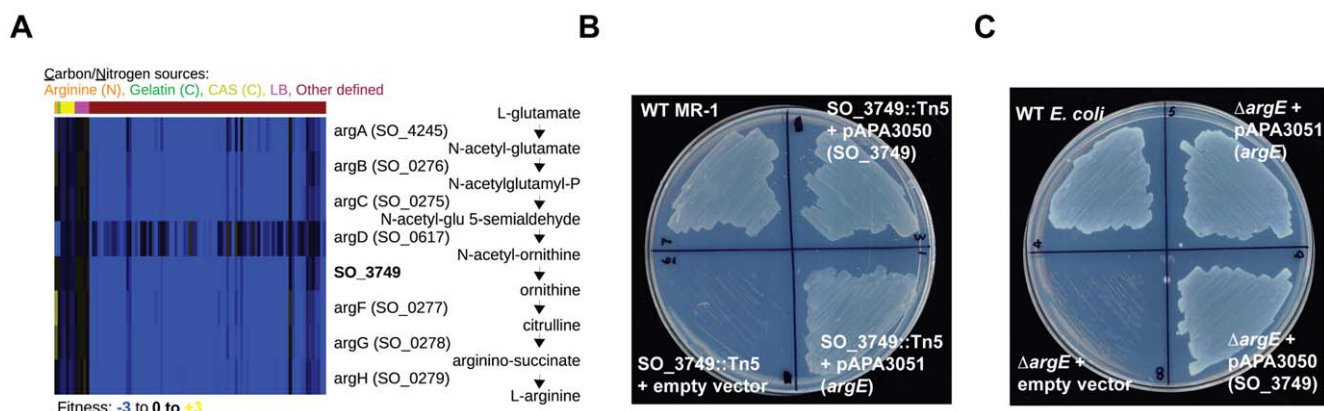 A
Carbon/Nitrogen sources:
Arginine (N), Gelatin (C), CAS (C), LB, Other defined
argA (SO_4245)
argB (SO_0276)
argC (SO_0275)
argD (SO_0617)
SO_3749
argF (SO_0277)
argG (SO_0278)
argH (SO_0279)
L-glutamate
N-acetyl-glutamate
N-acetylglutamyl-P
N-acetyl-glu 5-semialdehyde
N-acetyl-ornithine
ornithine
citrulline
arginino-succinate
L-arginine
Fitness: -3 to 0 to +3
B
WT MR-1
SO_3749::Tn5
+ pAPA3050
(SO_3749)
SO_3749::Tn5
+ empty vector
SO_3749::Tn5
+ pAPA3051
(argE)
C
WT E. coli
ΔargE +
pAPA3051
(argE)
ΔargE +
empty vector
ΔargE +
pAPA3050
(SO_3749)